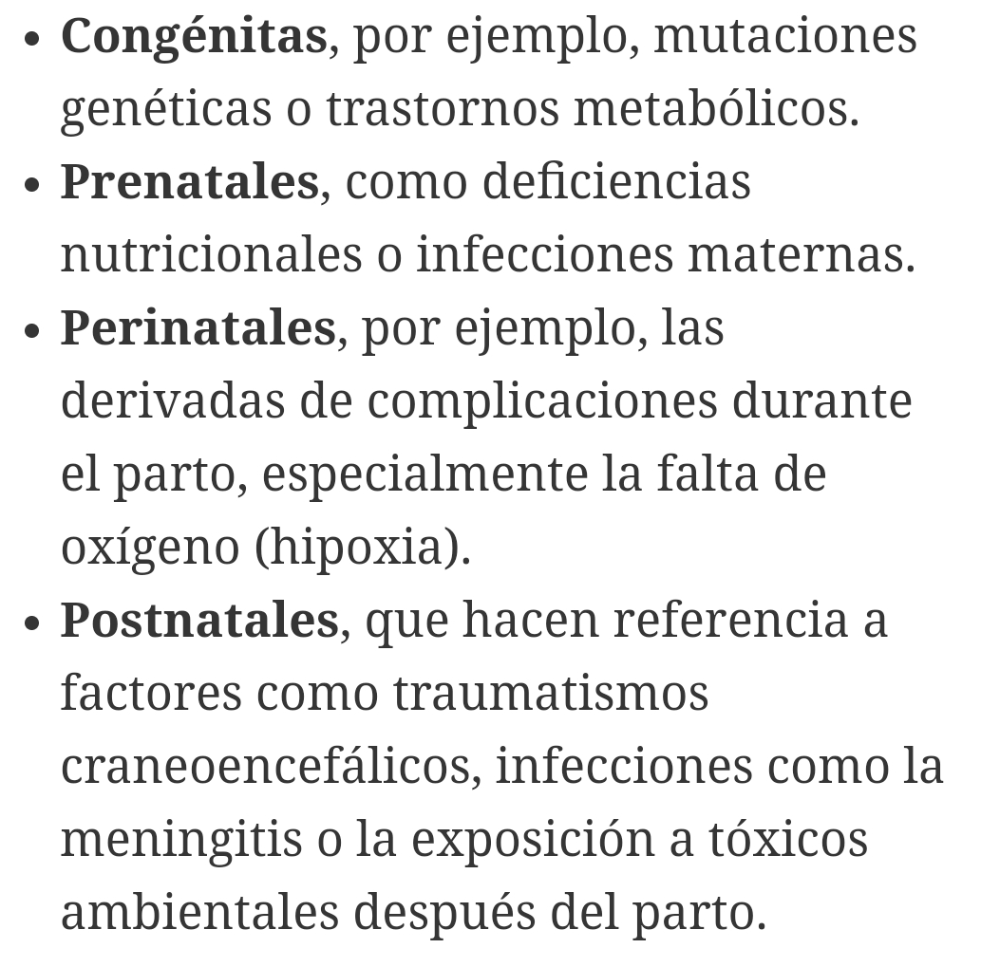 • Congénitas, por ejemplo, mutaciones
genéticas o trastornos metabólicos.
• Prenatales, como deficiencias
nutricionales o infecciones maternas.
• Perinatales, por ejemplo, las
derivadas de complicaciones durante
el parto, especialmente la falta de
oxígeno (hipoxia).
• Postnatales, que hacen referencia a
factores como traumatismos
craneoencefálicos, infecciones como la
meningitis o la exposición a tóxicos
ambientales después del parto.